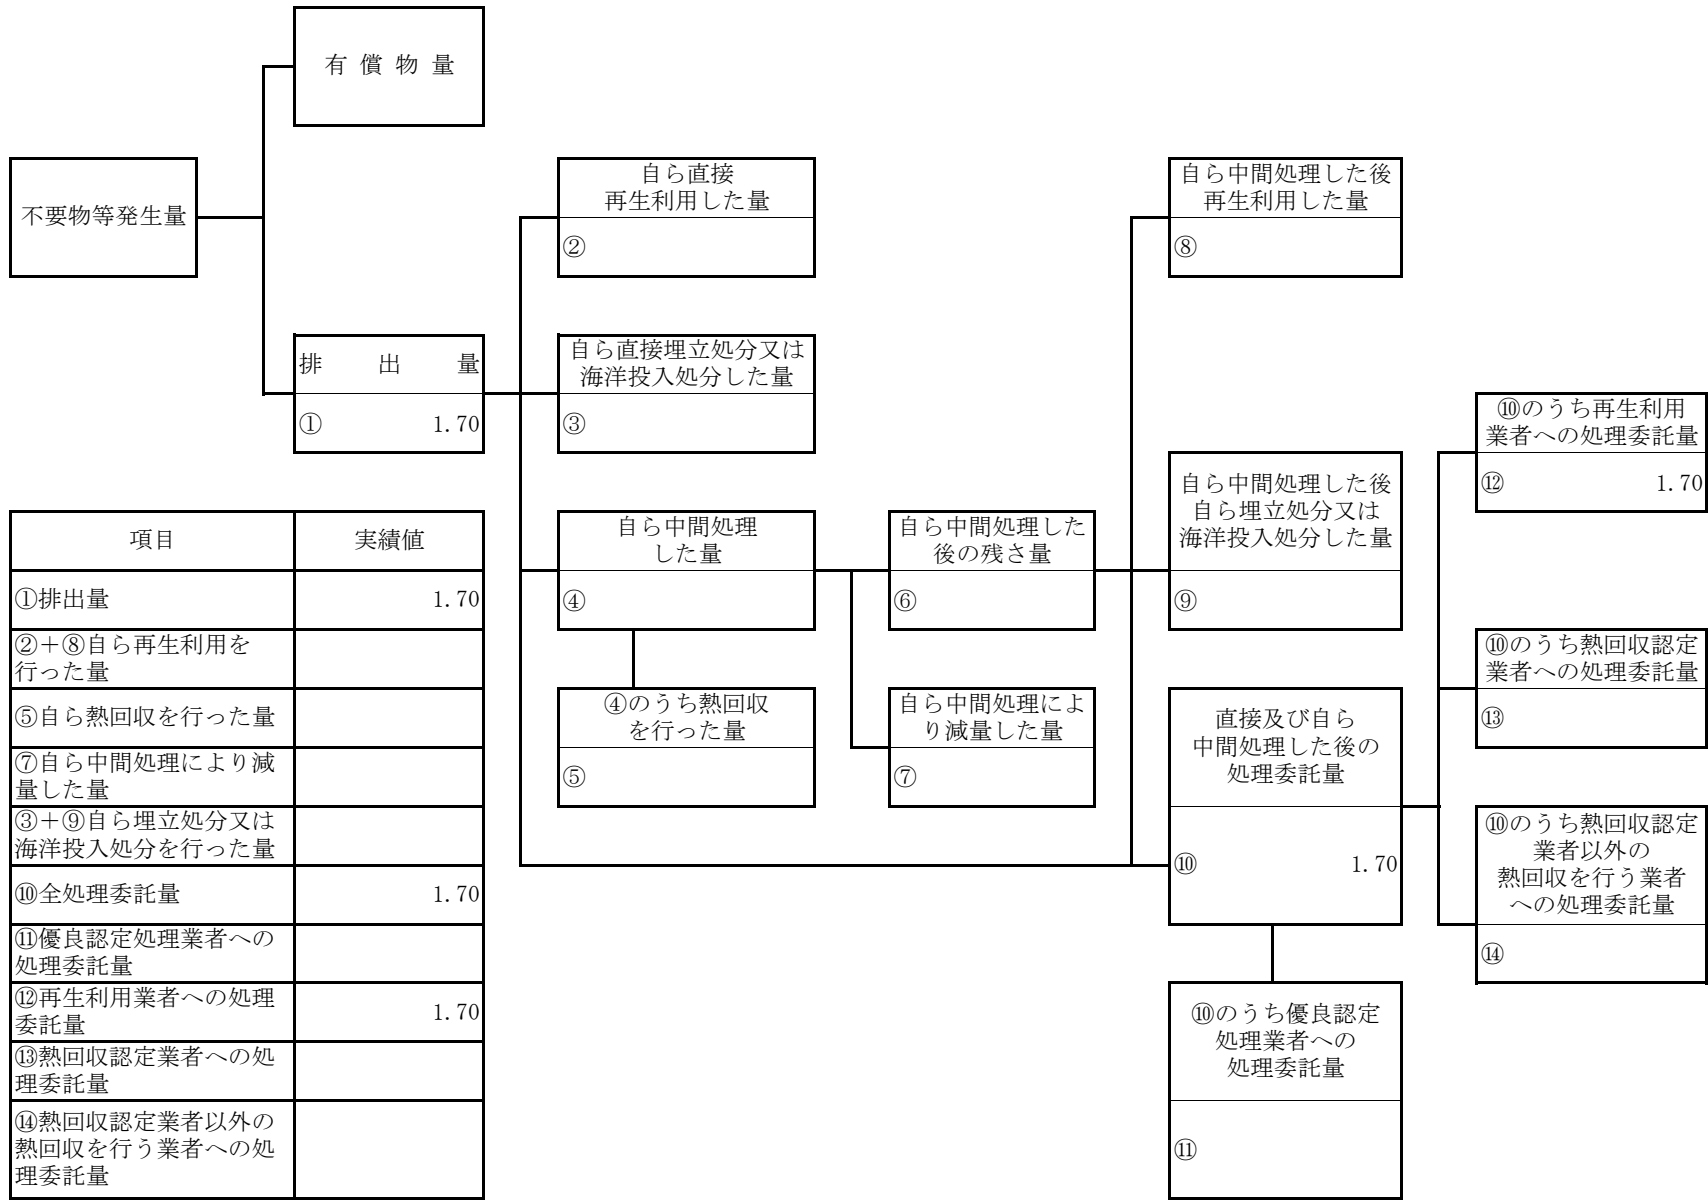 有償物量
不要物等発生量
排出量
① 1.70
自ら直接
再生利用した量
②
自ら直接埋立処分又は
海洋投入処分した量
③
自ら中間処理
した量
④
④のうち熱回収
を行った量
⑤
自ら中間処理した
後の残さ量
⑥
自ら中間処理によ
り減量した量
⑦
自ら中間処理した後
再生利用した量
⑧
自ら中間処理した後
自ら埋立処分又は
海洋投入処分した量
⑨
直接及び自ら
中間処理した後の
処理委託量
⑩ 1.70
⑩のうち優良認定
処理業者への
処理委託量
⑪
⑩のうち再生利用
業者への処理委託量
⑫ 1.70
⑩のうち熱回収認定
業者への処理委託量
⑬
⑩のうち熱回収認定
業者以外の
熱回収を行う業者
への処理委託量
⑭
項目 実績値
①排出量 1.70
②＋⑧自ら再生利用を
行った量
⑤自ら熱回収を行った量
⑦自ら中間処理により減
量した量
③＋⑨自ら埋立処分又は
海洋投入処分を行った量
⑩全処理委託量 1.70
⑪優良認定処理業者への
処理委託量
⑫再生利用業者への処理
委託量 1.70
⑬熱回収認定業者への処
理委託量
⑭熱回収認定業者以外の
熱回収を行う業者への処
理委託量